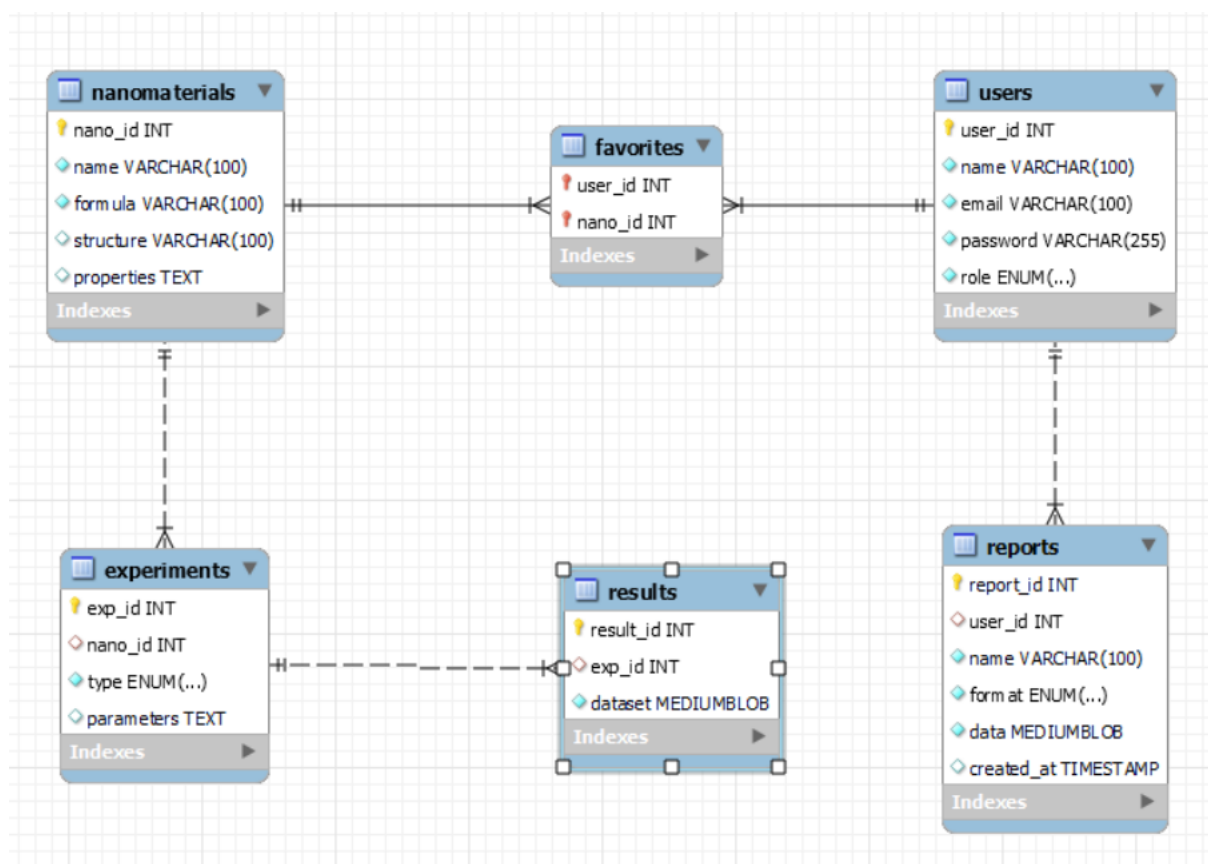 nanomaterials
nano_id INT
name VARCHAR(100)
formula VARCHAR(100)
structure VARCHAR(100)
properties TEXT
Indexes
favorites
user_id INT
nano_id INT
Indexes
users
user_id INT
name VARCHAR(100)
email VARCHAR(100)
password VARCHAR(255)
role ENUM(...)
Indexes
experiments
exp_id INT
nano_id INT
type ENUM(...)
parameters TEXT
Indexes
results
result_id INT
exp_id INT
dataset MEDIUMBLOB
Indexes
reports
report_id INT
user_id INT
name VARCHAR(100)
format ENUM(...)
data MEDIUMBLOB
created_at TIMESTAMP
Indexes